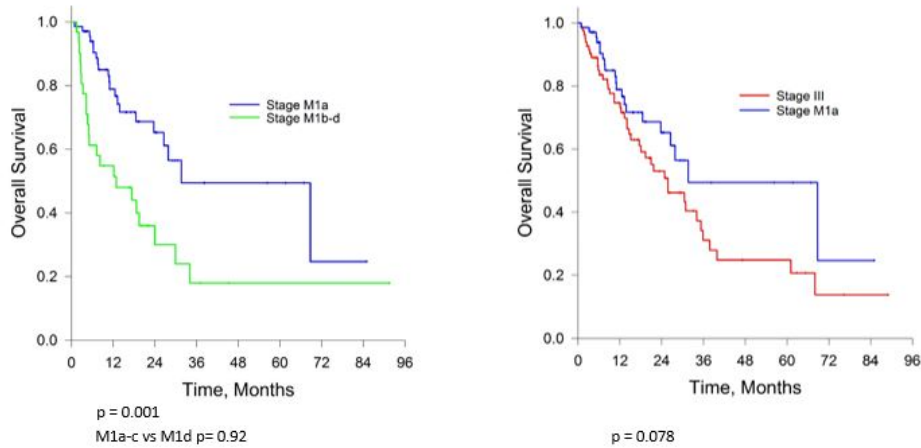 Overall Survival
1.0
0.8
0.6
0.4
0.2
0.0
Stage M1a
Stage M1b-d
0 12 24 36 48 60 72 84 96
Time, Months
p = 0.001
M1a-c vs M1d p= 0.92
Overall Survival
1.0
0.8
0.6
0.4
0.2
0.0
Stage III
Stage M1a
0 12 24 36 48 60 72 84 96
Time, Months
p = 0.078